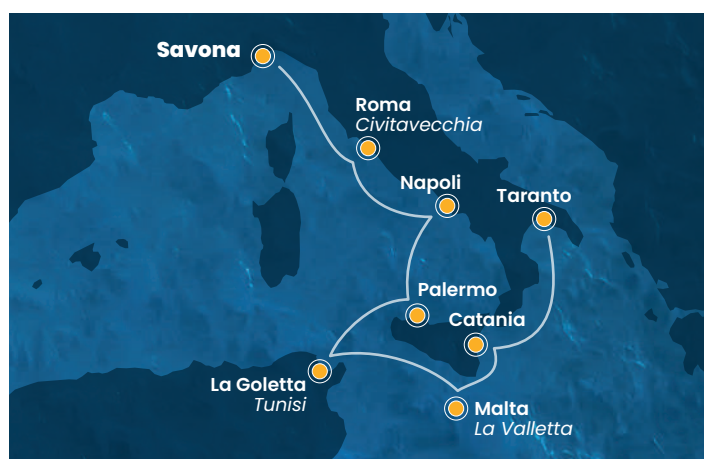 Savona
Roma
Civitavecchia
Napoli
Taranto
Palermo
Catania
La Goletta
Tunisi
Malta
La Valletta